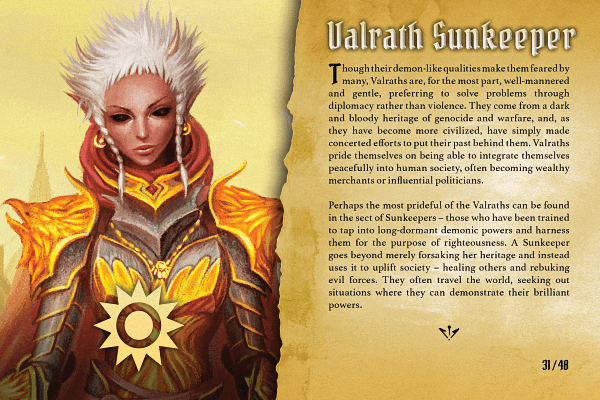 Valrath Sunkeeper
Though their demon-like qualities make them feared by
many, Valraths are, for the most part, well-mannered
and gentle, preferring to solve problems through
diplomacy rather than violence. They come from a dark
and bloody heritage of genocide and warfare, and, as
they have become more civilized, have simply made
concerted efforts to put their past behind them. Valraths
pride themselves on being able to integrate themselves
peacefully into human society, often becoming wealthy
merchants or influential politicians.
Perhaps the most prideful of the Valraths can be found
in the sect of Sunkeepers – those who have been trained
to tap into long-dormant demonic powers and harness
them for the purpose of righteousness. A Sunkeeper
goes beyond merely forsaking her heritage and instead
uses it to uplift society – healing others and rebuking
evil forces. They often travel the world, seeking out
situations where they can demonstrate their brilliant
powers.
31/48